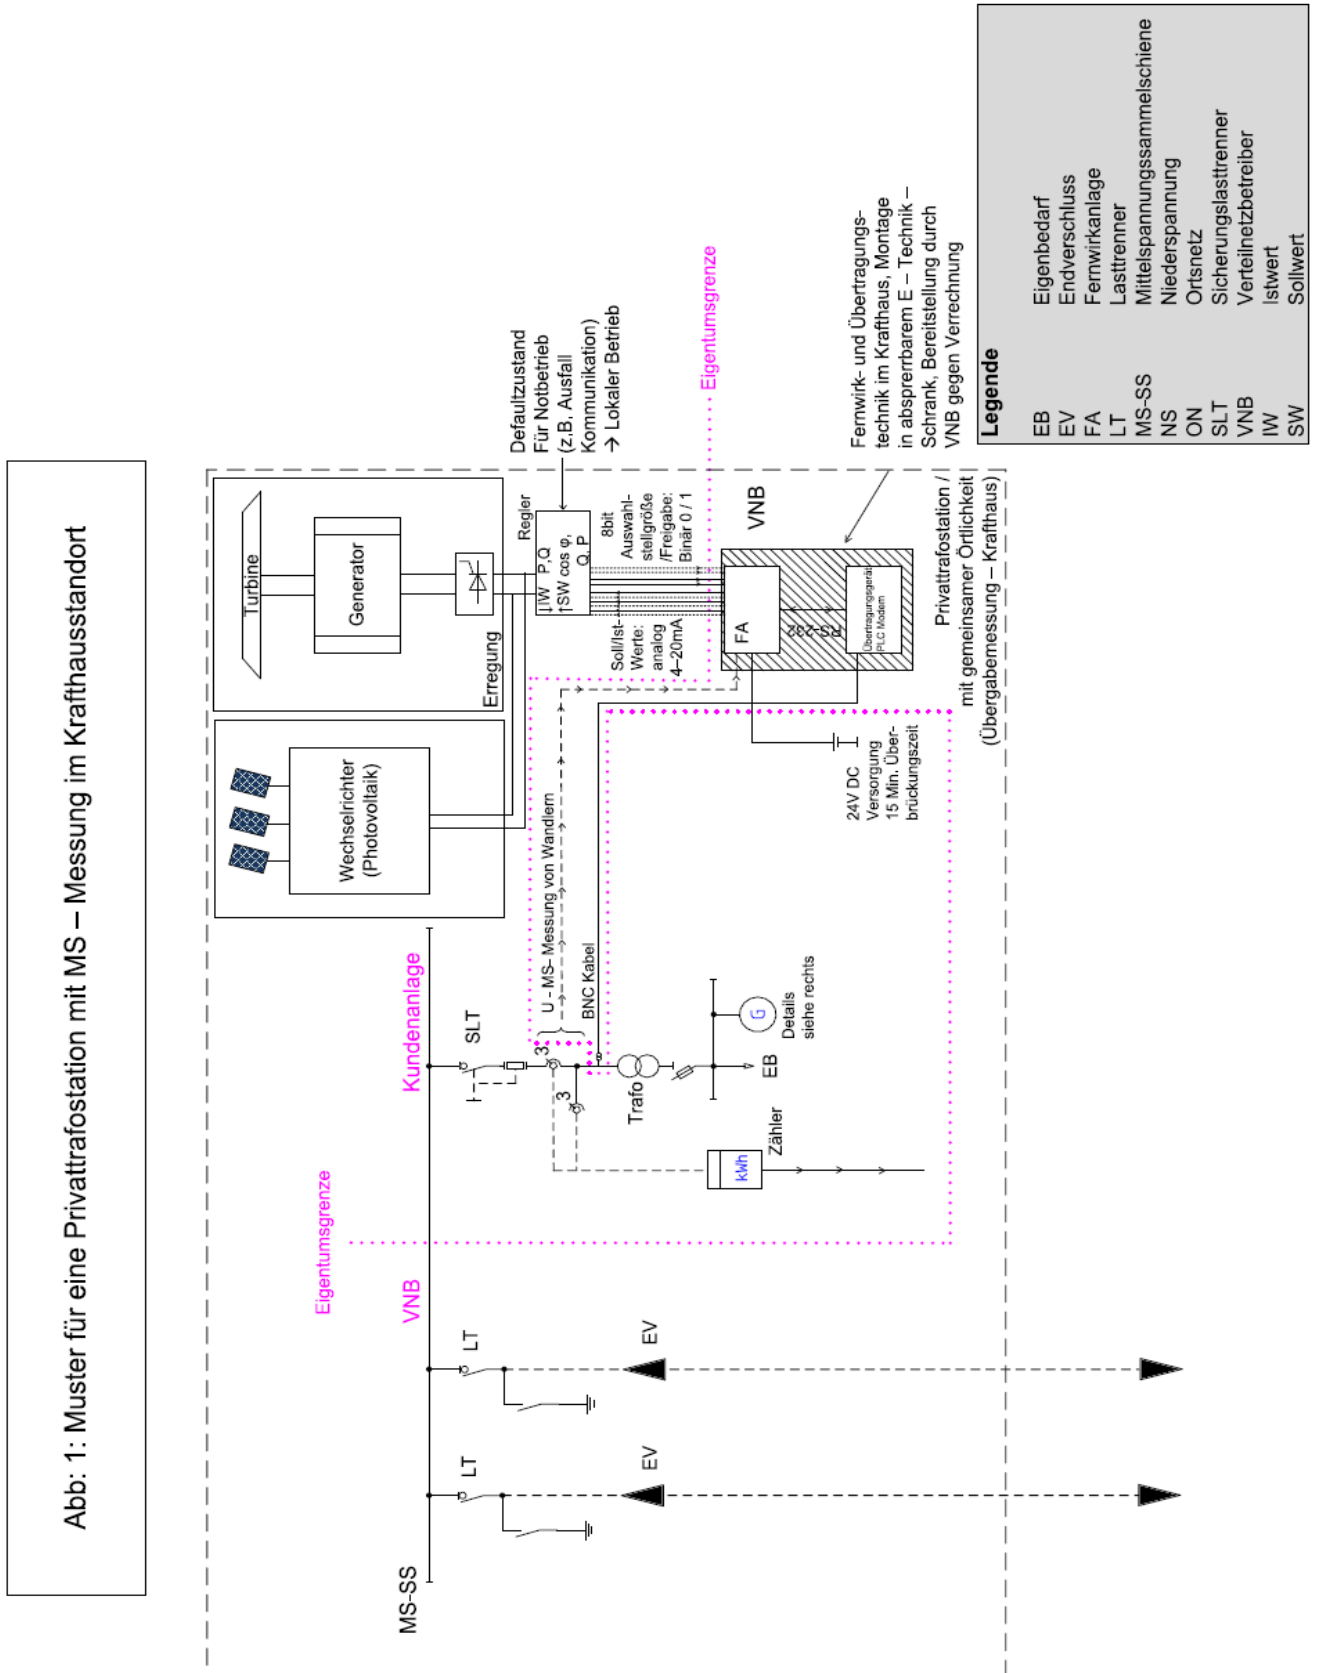 Abb: 1: Muster für eine Privattrafostation mit MS – Messung im Krafthausstandort
MS-SS
LT
EV
LT
EV
Eigentumsgrenze
VNB
Kundenanlage
SLT
3
3
Trafo
EB
G
Details
siehe rechts
kWh
Zähler
U - MS- Messung von Wandlern
BNC Kabel
Wechselrichter
(Photovoltaik)
Turbine
Generator
Erregung
Regler
IW P,Q
SW cos φ,
Q, P
Defaultzustand
Für Notbetrieb
(z.B, Ausfall
Kommunikation)
→ Lokaler Betrieb
Soll/Ist-
Werte:
analog
4–20mA
8bit
Auswahl-
stellgröße
/Freigabe:
Binär 0 / 1
Eigentumsgrenze
VNB
FA
RS-232
Übertragungsgerät
PLC Modem
24V DC
Versorgung
15 Min. Über-
brückungszeit
Fernwirk- und Übertragungs-
technik im Krafthaus, Montage
in absprerrbarem E – Technik –
Schrank, Bereitstellung durch
VNB gegen Verrechnung
Privattrafostation /
mit gemeinsamer Örtlichkeit
(Übergabemessung – Krafthaus)
Legende
EB Eigenbedarf
EV Endverschluss
FA Fernwirkanlage
LT Lasttrenner
MS-SS Mittelspannungssammelschiene
NS Niederspannung
ON Ortsnetz
SLT Sicherungslasttrenner
VNB Verteilnetzbetreiber
IW Istwert
SW Sollwert